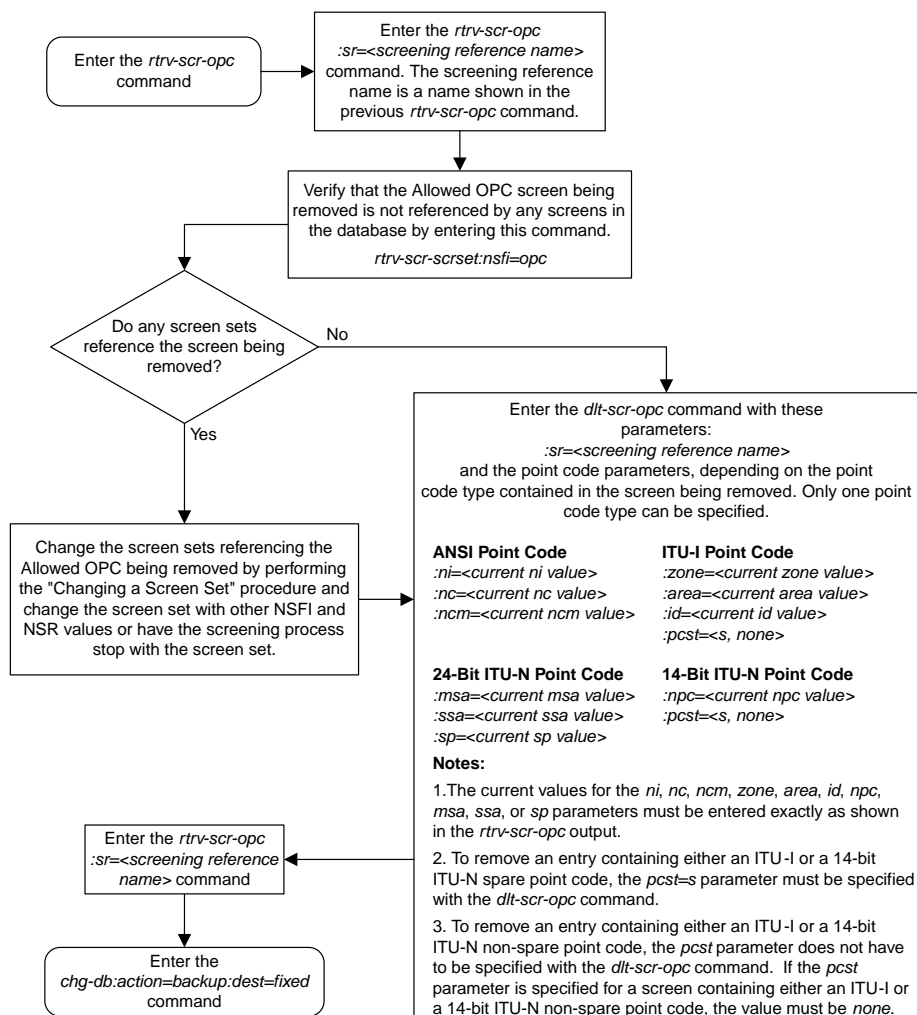 Enter the rtrv-scr-opc
command
Enter the rtrv-scr-opc
:sr=<screening reference name>
command. The screening reference
name is a name shown in the
previous rtrv-scr-opc command.
Verify that the Allowed OPC screen being
removed is not referenced by any screens in
the database by entering this command.
rtrv-scr-scrset:nsfi=opc
Do any screen sets
reference the screen being
removed?
No
Yes
Change the screen sets referencing the
Allowed OPC being removed by performing
the "Changing a Screen Set" procedure and
change the screen set with other NSFI and
NSR values or have the screening process
stop with the screen set.
Enter the dlt-scr-opc command with these
parameters:
:sr=<screening reference name>
and the point code parameters, depending on the point
code type contained in the screen being removed. Only one point
code type can be specified.
ANSI Point Code
:ni=<current ni value>
:nc=<current nc value>
:ncm=<current ncm value>
ITU-I Point Code
:zone=<current zone value>
:area=<current area value>
:id=<current id value>
:pcst=<s, none>
24-Bit ITU-N Point Code
:msa=<current msa value>
:ssa=<current ssa value>
:sp=<current sp value>
14-Bit ITU-N Point Code
:npc=<current npc value>
:pcst=<s, none>
Notes:
1.The current values for the ni, nc, ncm, zone, area, id, npc,
msa, ssa, or sp parameters must be entered exactly as shown
in the rtrv-scr-opc output.
2. To remove an entry containing either an ITU-I or a 14-bit
ITU-N spare point code, the pcst=s parameter must be specified
with the dlt-scr-opc command.
3. To remove an entry containing either an ITU-I or a 14-bit
ITU-N non-spare point code, the pcst parameter does not have
to be specified with the dlt-scr-opc command. If the pcst
parameter is specified for a screen containing either an ITU-I or
a 14-bit ITU-N non-spare point code, the value must be none.
Enter the rtrv-scr-opc
:sr=<screening reference
name> command
Enter the
chg-db:action=backup:dest=fixed
command